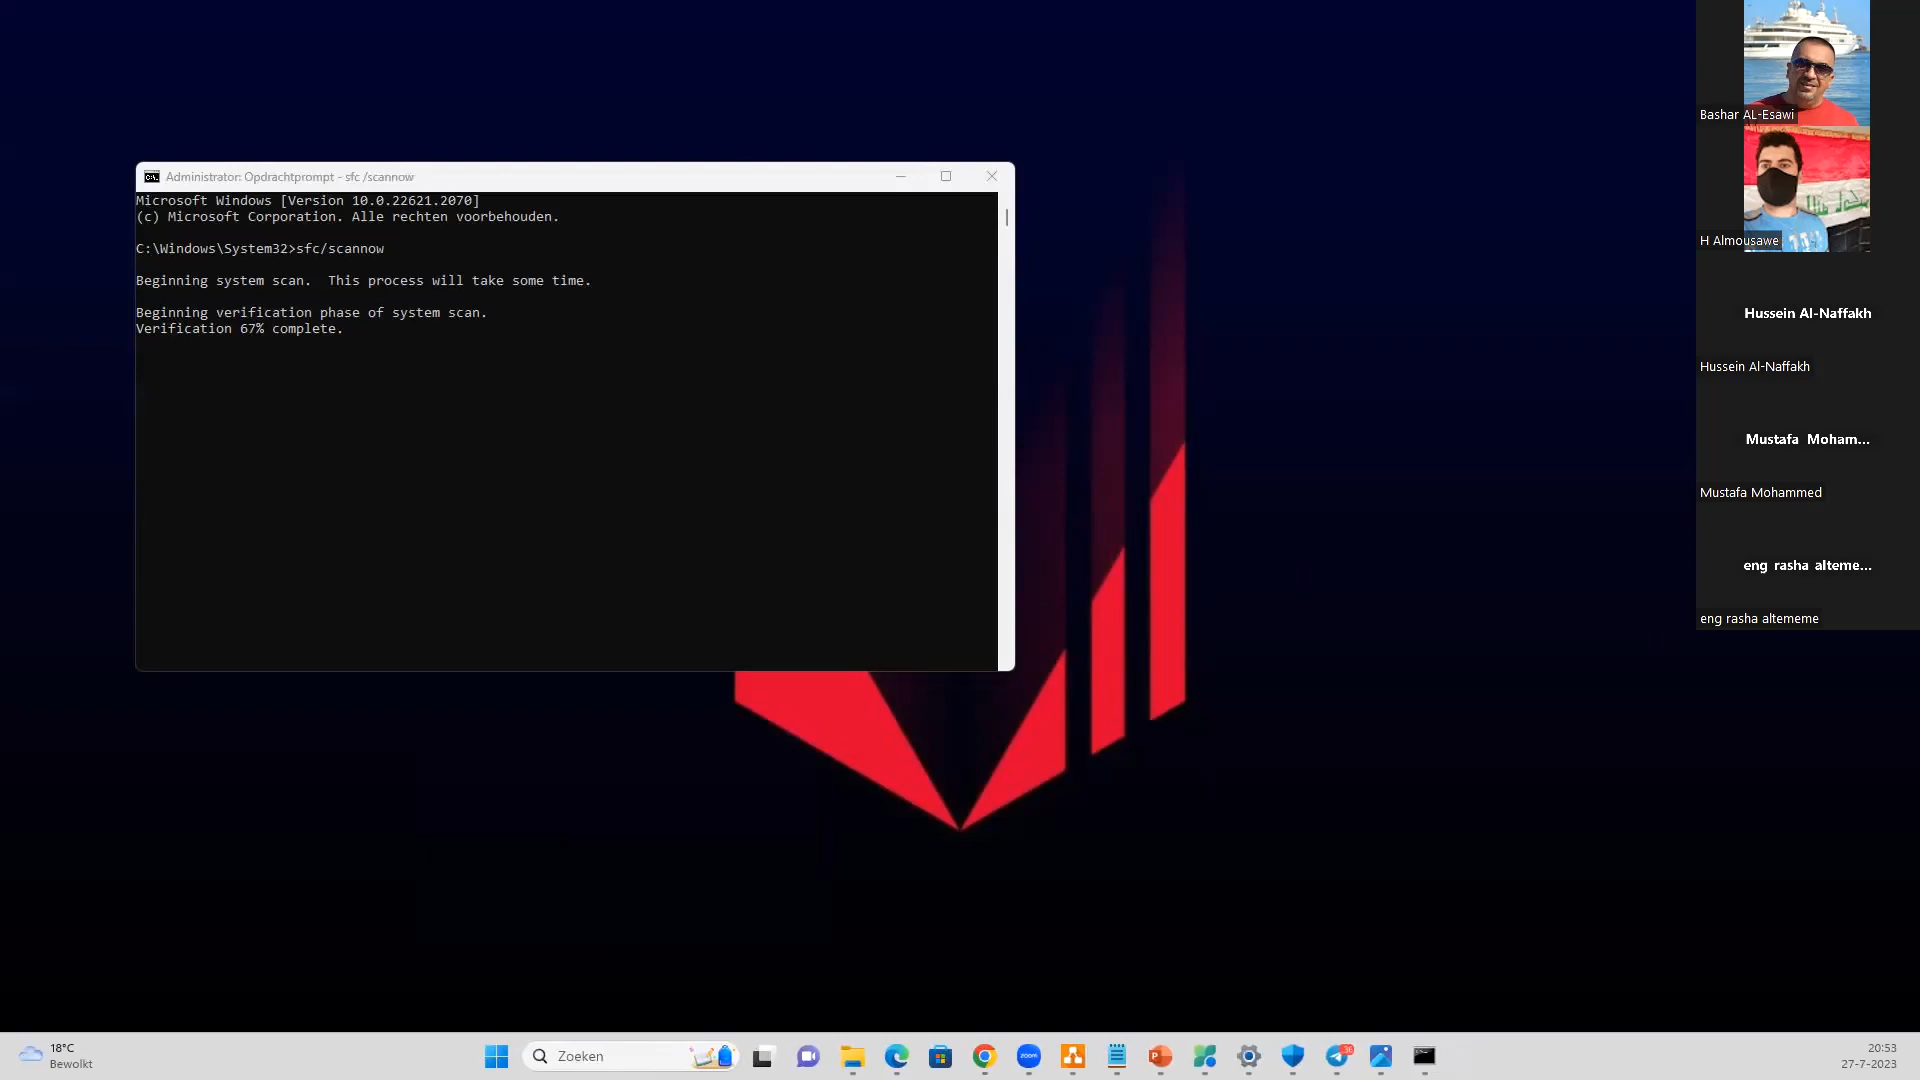 Administrator: Opdrachtprompt - sfc /scannow
Microsoft Windows [Version 10.0.22621.2070]
(c) Microsoft Corporation. Alle rechten voorbehouden.
C:\Windows\System32>sfc/scannow
Beginning system scan.  This process will take some time.
Beginning verification phase of system scan.
Verification 67% complete.
Bashar AL-Esawi
H Almousawe
Hussein Al-Naffakh
Hussein Al-Naffakh
Mustafa Moham...
Mustafa Mohammed
eng rasha alteme...
eng rasha altememe
18°C
Bewolkt
Zoeken
zoom
36
20:53
27-7-2023